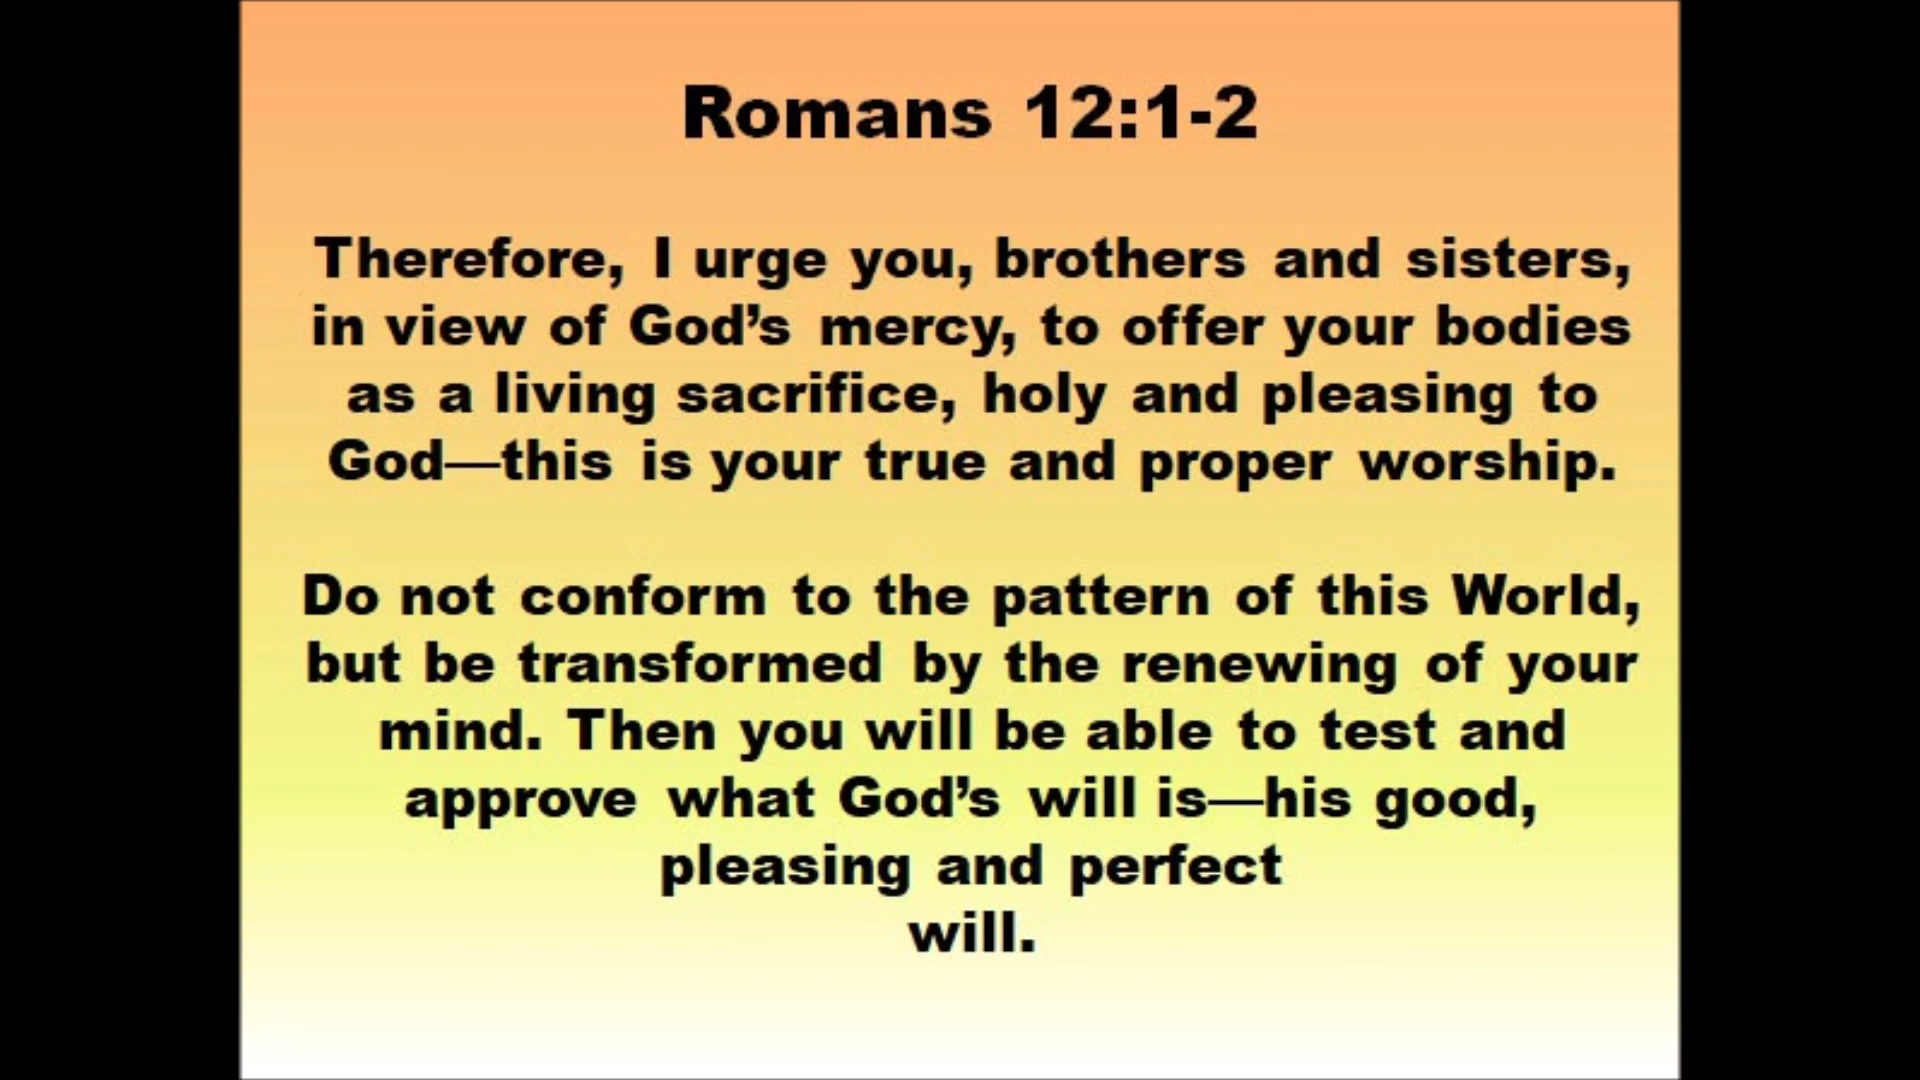 Romans 12:1-2
Therefore, I urge you, brothers and sisters,
in view of God’s mercy, to offer your bodies
as a living sacrifice, holy and pleasing to
God—this is your true and proper worship.
Do not conform to the pattern of this World,
but be transformed by the renewing of your
mind. Then you will be able to test and
approve what God’s will is—his good,
pleasing and perfect
will.